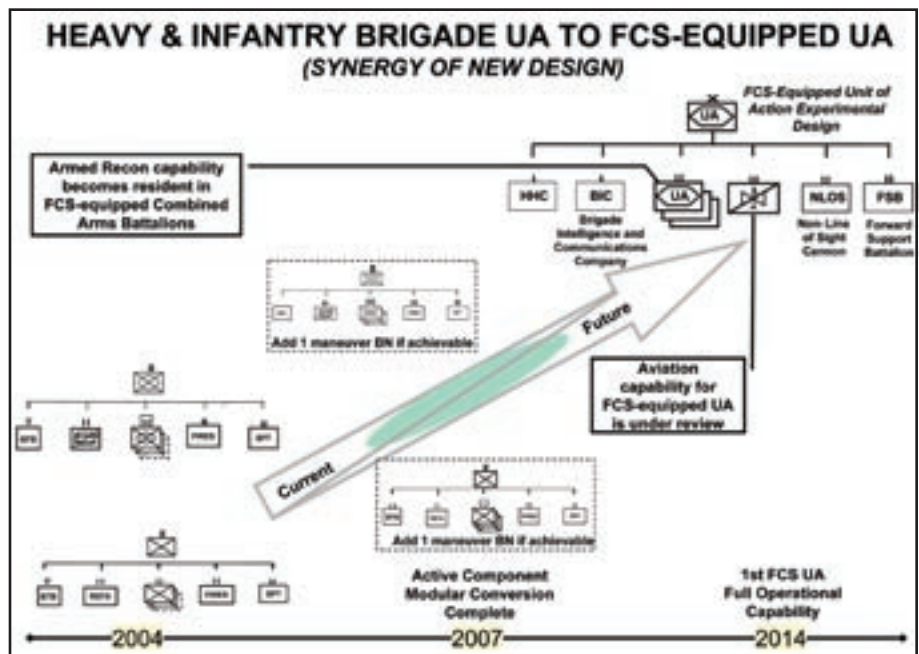 HEAVY & INFANTRY BRIGADE UA TO FCS-EQUIPPED UA
(SYNERGY OF NEW DESIGN)
FCS-Equipped Unit of
Action Experimental
Design
UA
Armed Recon capability
becomes resident in
FCS-equipped Combined
Arms Battalions
HHC
BIC
UA
NLOS
FSB
Brigade
Intelligence and
Communications
Company
Non-Line
of Sight
Cannon
Forward
Support
Battalion
Add 1 maneuver BN if achievable
Future
Aviation
capability for
FCS-equipped UA
is under review
Current
Add 1 maneuver BN if achievable
Active Component
Modular Conversion
Complete
1st FCS UA
Full Operational
Capability
2004
2007
2014